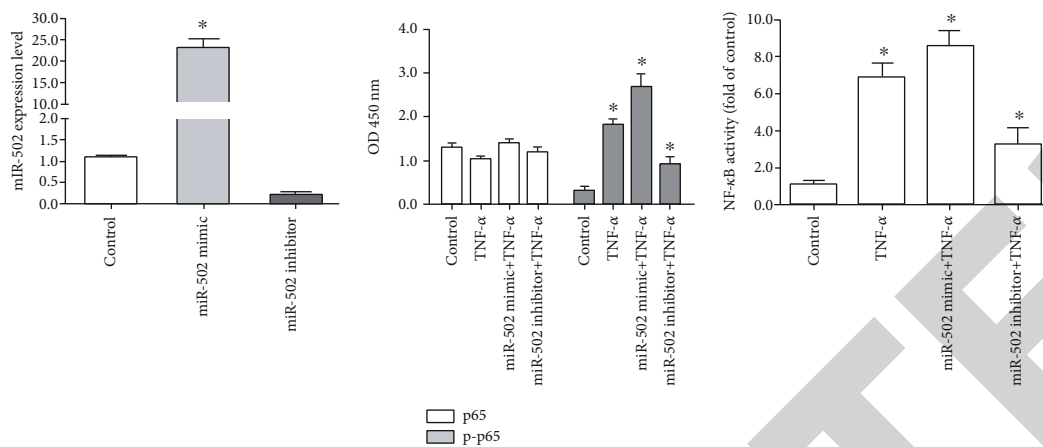 mIR-502 expression level
30.0
25.0
20.0
15.0
10.0
2.0
1.5
1.0
0.5
0.0
*
Control
miR-502 mimic
miR-502 inhibitor
OD 450 nm
4.0
3.0
2.0
1.0
0.0
*
*
*
Control
TNF-α
miR-502 mimic+TNF-α
miR-502 inhibitor+TNF-α
Control
TNF-α
miR-502 mimic+TNF-α
miR-502 inhibitor+TNF-α
p65
p-p65
NF-κB activity (fold of control)
10.0
8.0
6.0
4.0
2.0
0.0
*
*
*
Control
TNF-α
miR-502 mimic+TNF-α
miR-502 inhibitor+TNF-α